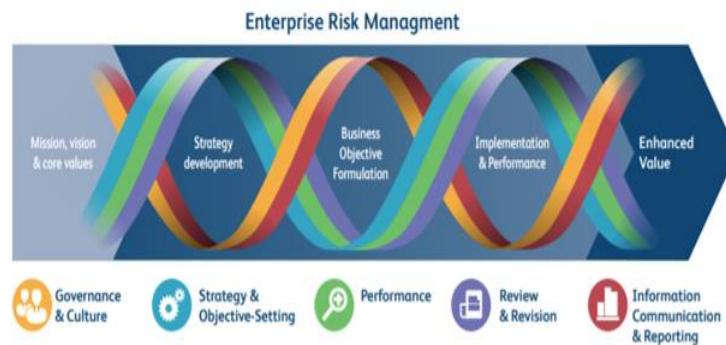 Enterprise Risk Managment
Mission, vision
& core values
Strategy
development
Business
Objective
Formulation
Implementation
& Performance
Enhanced
Value
Governance
& Culture
Strategy &
Objective-Setting
Performance
Review
& Revision
Information
Communication
& Reporting